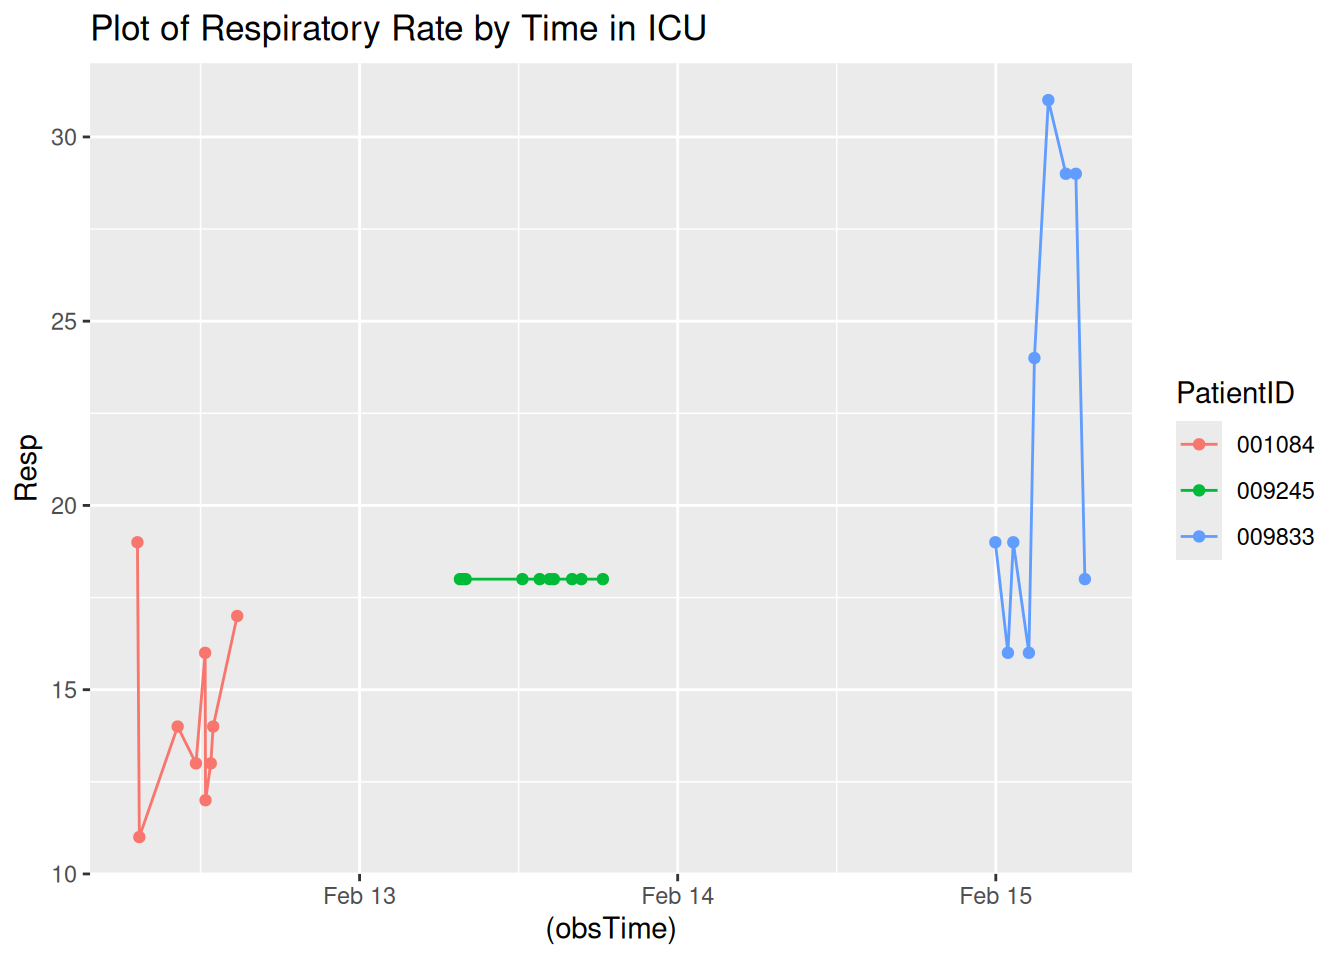 Plot of Respiratory Rate by Time in ICU
30
25
20
15
10
Resp
Feb 13
Feb 14
Feb 15
(obsTime)
PatientID
001084
009245
009833